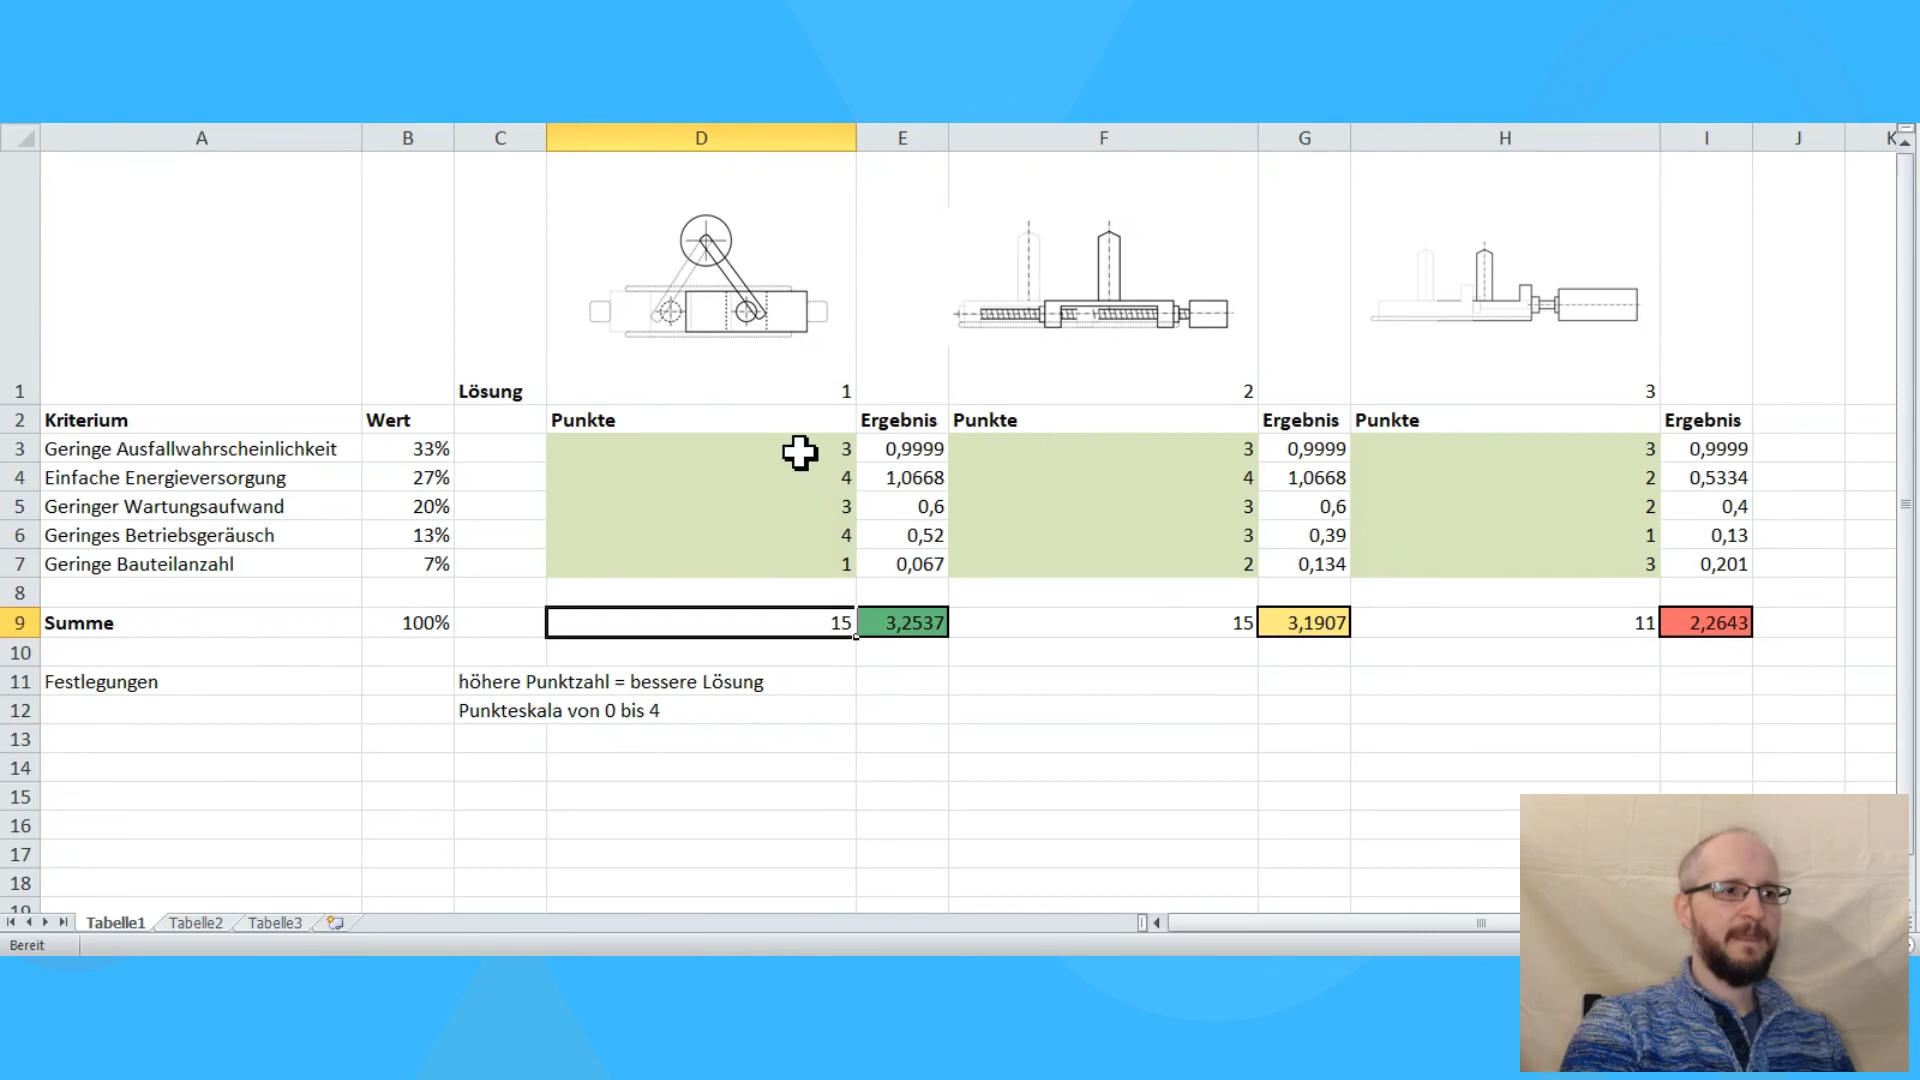 A B C D E F G H I J K
1 Lösung 1 2 3
2 Kriterium Wert Punkte Ergebnis Punkte Ergebnis Punkte Ergebnis
3 Geringe Ausfallwahrscheinlichkeit 33% 3 0,9999 3 0,9999 3 0,9999
4 Einfache Energieversorgung 27% 4 1,0668 4 1,0668 2 0,5334
5 Geringer Wartungsaufwand 20% 3 0,6 3 0,6 2 0,4
6 Geringes Betriebsgeräusch 13% 4 0,52 3 0,39 1 0,13
7 Geringe Bauteilanzahl 7% 1 0,067 2 0,134 3 0,201
8
9 Summe 100% 15 3,2537 15 3,1907 11 2,2643
10
11 Festlegungen höhere Punktzahl = bessere Lösung
12 Punkteskala von 0 bis 4
13
14
15
16
17
18
19
Tabelle1 Tabelle2 Tabelle3
Bereit